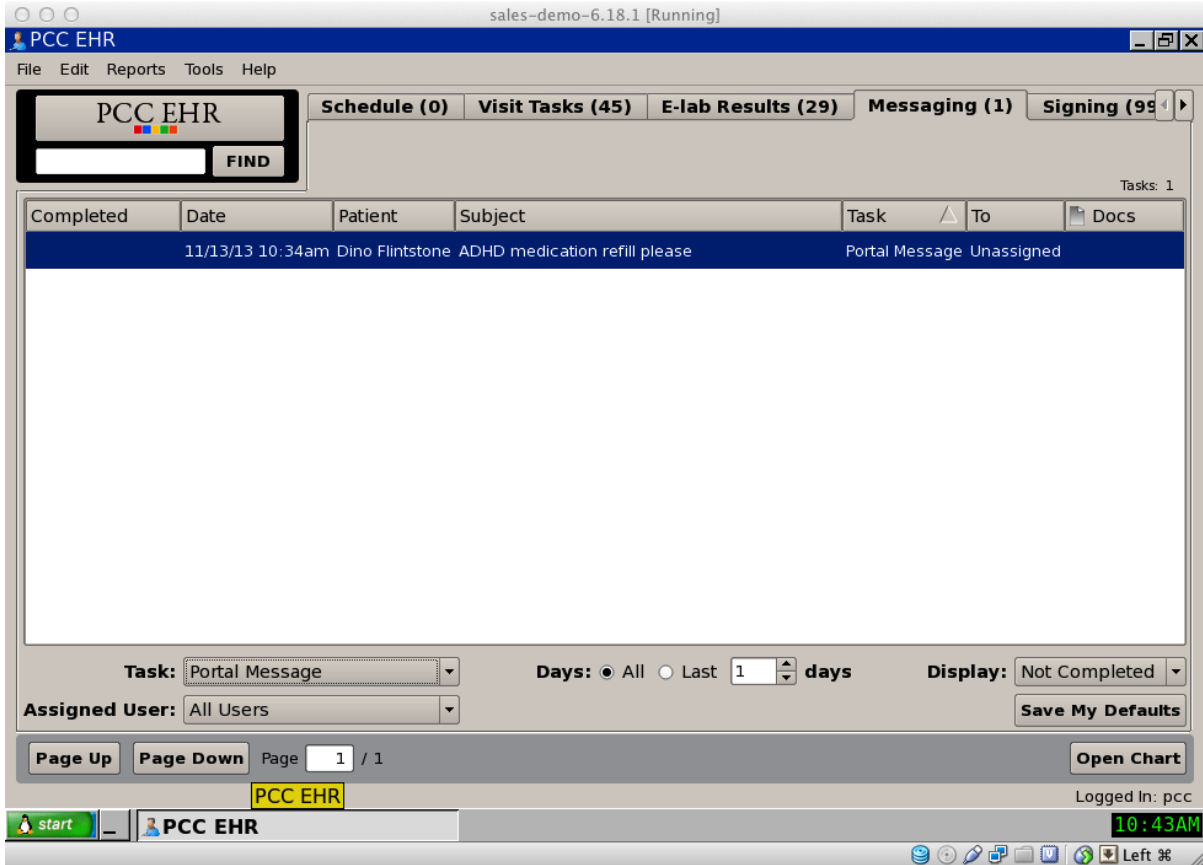 sales-demo-6.18.1 [Running]
PCC EHR
File Edit Reports Tools Help
PCC EHR
Schedule (0) Visit Tasks (45) E-lab Results (29) Messaging (1) Signing (99
FIND
Tasks: 1
Completed Date Patient Subject Task To Docs
11/13/13 10:34am Dino Flintstone ADHD medication refill please Portal Message Unassigned
Task: Portal Message Days: All Last 1 days Display: Not Completed
Assigned User: All Users Save My Defaults
Page Up Page Down Page 1 / 1 Open Chart
PCC EHR Logged In: pcc
start PCC EHR 10:43AM
Left ⌘